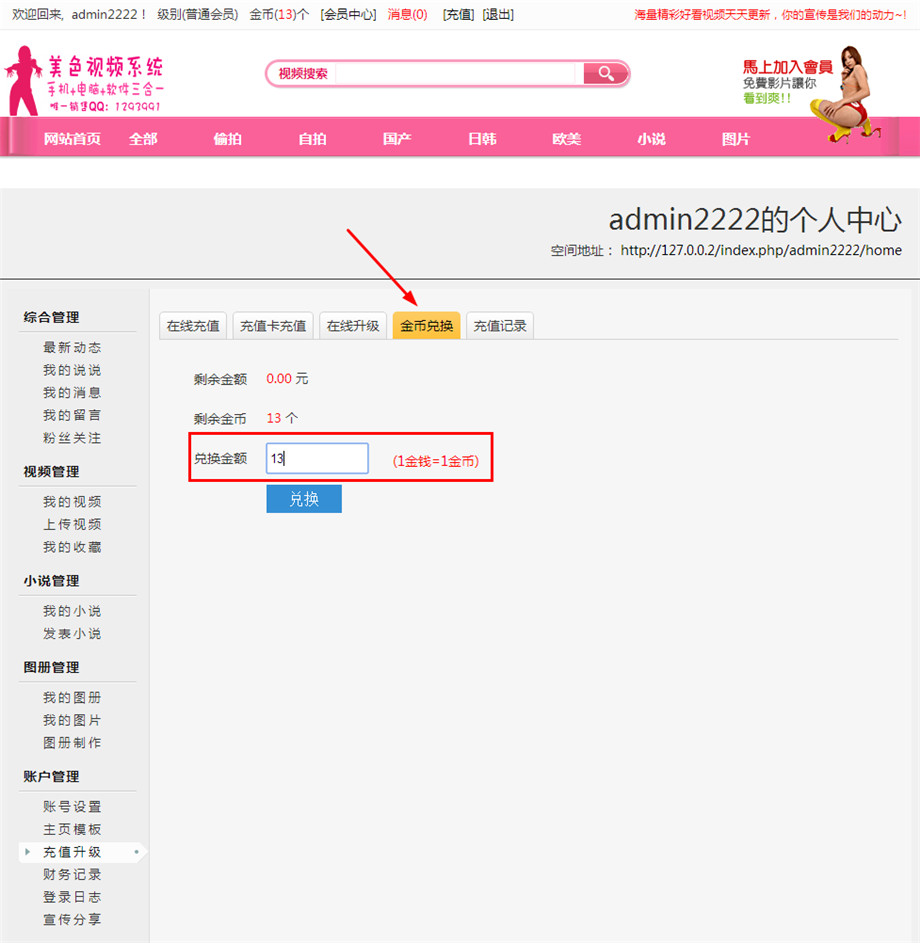 欢迎回来，admin2222！ 级别(普通会员) 金币(13)个 [会员中心] 消息(0) [充值] [退出] 海量精彩好看视频天天更新，你的宣传是我们的动力~!
美色视频系统
手机+电脑+软件三合一
唯一销售QQ：1293991
视频搜索
馬上加入會員
免費影片讓你
看到爽!!
网站首页 全部 偷拍 自拍 国产 日韩 欧美 小说 图片
admin2222的个人中心
空间地址： http://127.0.0.2/index.php/admin2222/home
综合管理
最新动态
我的说说
我的消息
我的留言
粉丝关注
视频管理
我的视频
上传视频
我的收藏
小说管理
我的小说
发表小说
图册管理
我的图册
我的图片
图册制作
账户管理
账号设置
主页模板
充值升级
财务记录
登录日志
宣传分享
在线充值 充值卡充值 在线升级 金币兑换 充值记录
剩余金额 0.00 元
剩余金币 13 个
兑换金额 13 (1金钱=1金币)
兑换